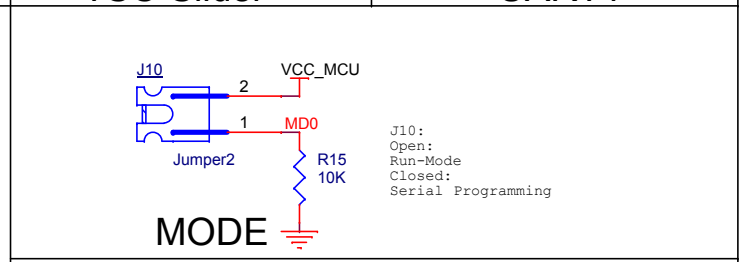 J10
2
VCC_MCU
1
MD0
Jumper2
R15
10K
J10:
Open:
Run-Mode
Closed:
Serial Programming
MODE